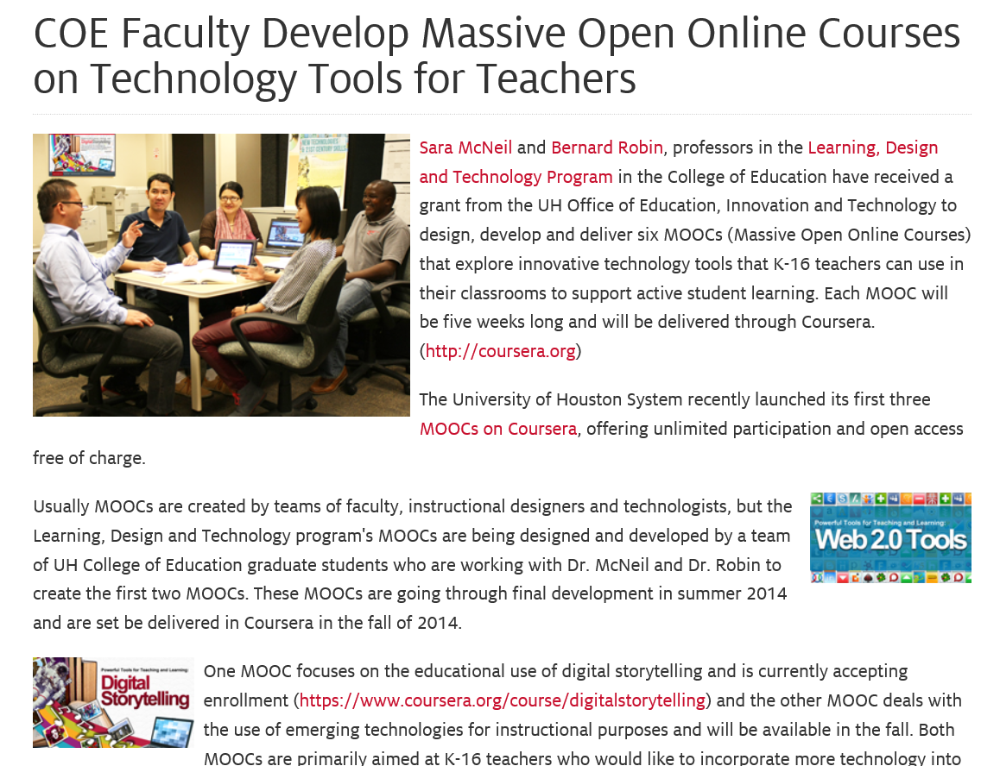 COE Faculty Develop Massive Open Online Courses
on Technology Tools for Teachers
Digital Storytelling
NEW TECHNOLOGIES
& 21ST CENTURY SKILLS
Sara McNeil and Bernard Robin, professors in the Learning, Design
and Technology Program in the College of Education have received a
grant from the UH Office of Education, Innovation and Technology to
design, develop and deliver six MOOCs (Massive Open Online Courses)
that explore innovative technology tools that K-16 teachers can use in
their classrooms to support active student learning. Each MOOC will
be five weeks long and will be delivered through Coursera.
(http://coursera.org)
The University of Houston System recently launched its first three
MOOCs on Coursera, offering unlimited participation and open access
free of charge.
Usually MOOCs are created by teams of faculty, instructional designers and technologists, but the
Learning, Design and Technology program's MOOCs are being designed and developed by a team
of UH College of Education graduate students who are working with Dr. McNeil and Dr. Robin to
create the first two MOOCs. These MOOCs are going through final development in summer 2014
and are set be delivered in Coursera in the fall of 2014.
Powerful Tools for Teaching and Learning:
Web 2.0 Tools
Powerful Tools for Teaching and Learning:
Digital
Storytelling
One MOOC focuses on the educational use of digital storytelling and is currently accepting
enrollment (https://www.coursera.org/course/digitalstorytelling) and the other MOOC deals with
the use of emerging technologies for instructional purposes and will be available in the fall. Both
MOOCs are primarily aimed at K-16 teachers who would like to incorporate more technology into